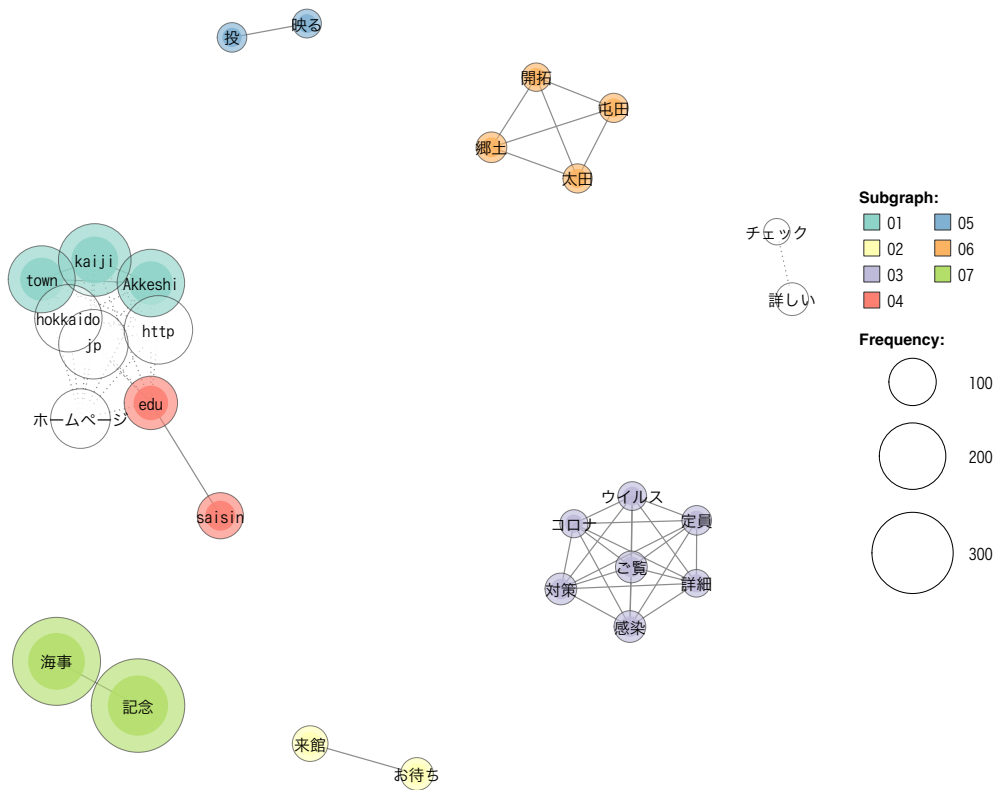 投
映る
開拓
屯田
郷土
太田
チェック
詳しい
kaiji
town
Akkeshi
hokkaido
http
jp
edu
ホームページ
saisin
ウイルス
コロナ
定員
ご覧
対策
詳細
感染
海事
記念
来館
お待ち
Subgraph:
01
05
02
06
03
07
04
Frequency:
100
200
300